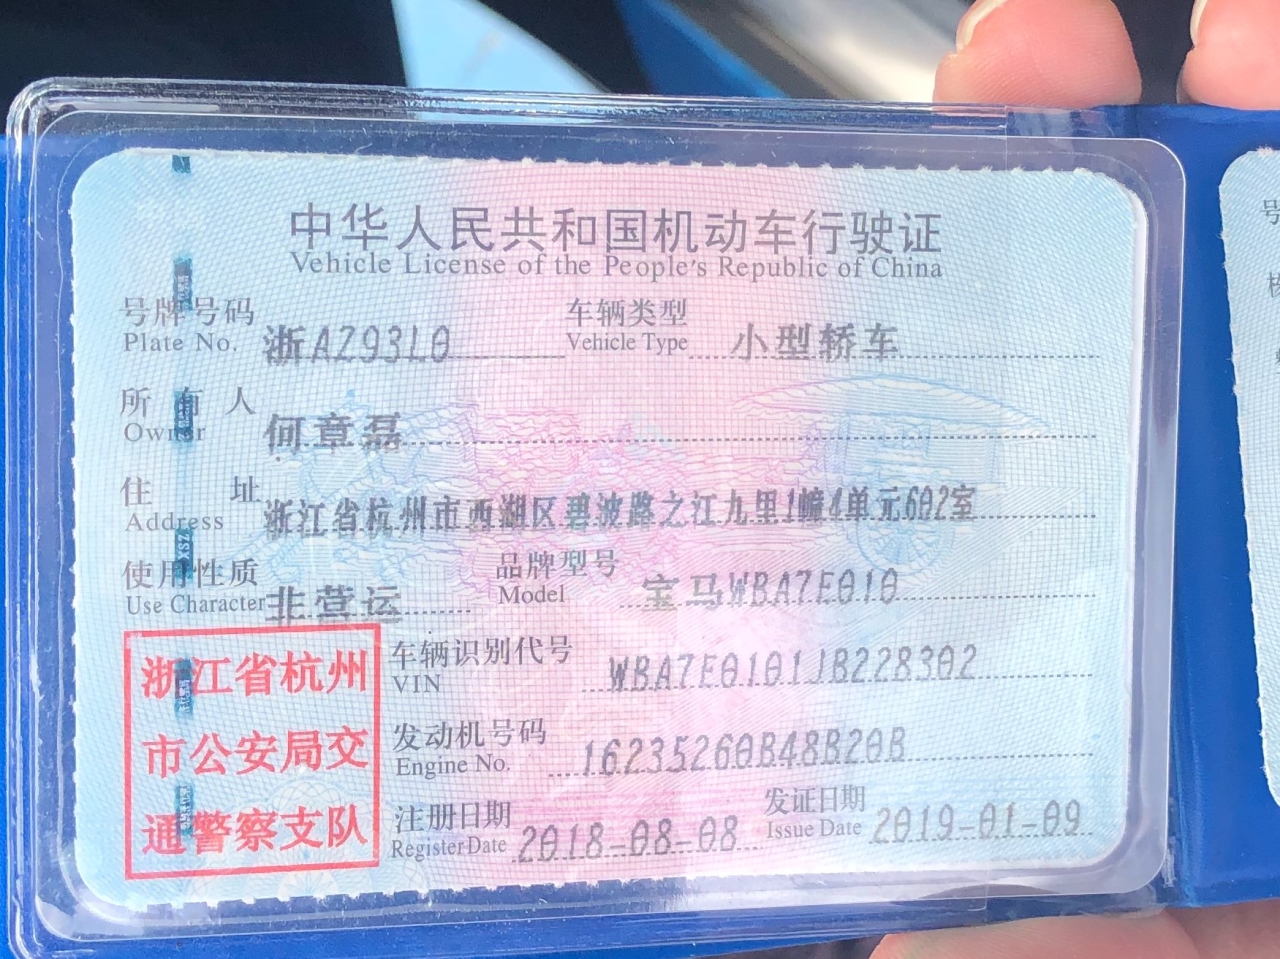 中华人民共和国机动车行驶证
Vehicle License of the People's Republic of China
号牌号码 浙AZ93L0 车辆类型 小型轿车
Plate No. Vehicle Type
所有人 何章磊
Owner
住址 浙江省杭州市西湖区碧波路之江九里1幢4单元602室
Address
使用性质 非营运 品牌型号 宝马WBA7E010
Use Character Model
浙江省杭州
市公安局交
通警察支队
车辆识别代号 WBA7E0101JB228302
VIN
发动机号码 16235260B48B20B
Engine No.
注册日期 2018-08-08 发证日期 2019-01-09
Register Date Issue Date
号